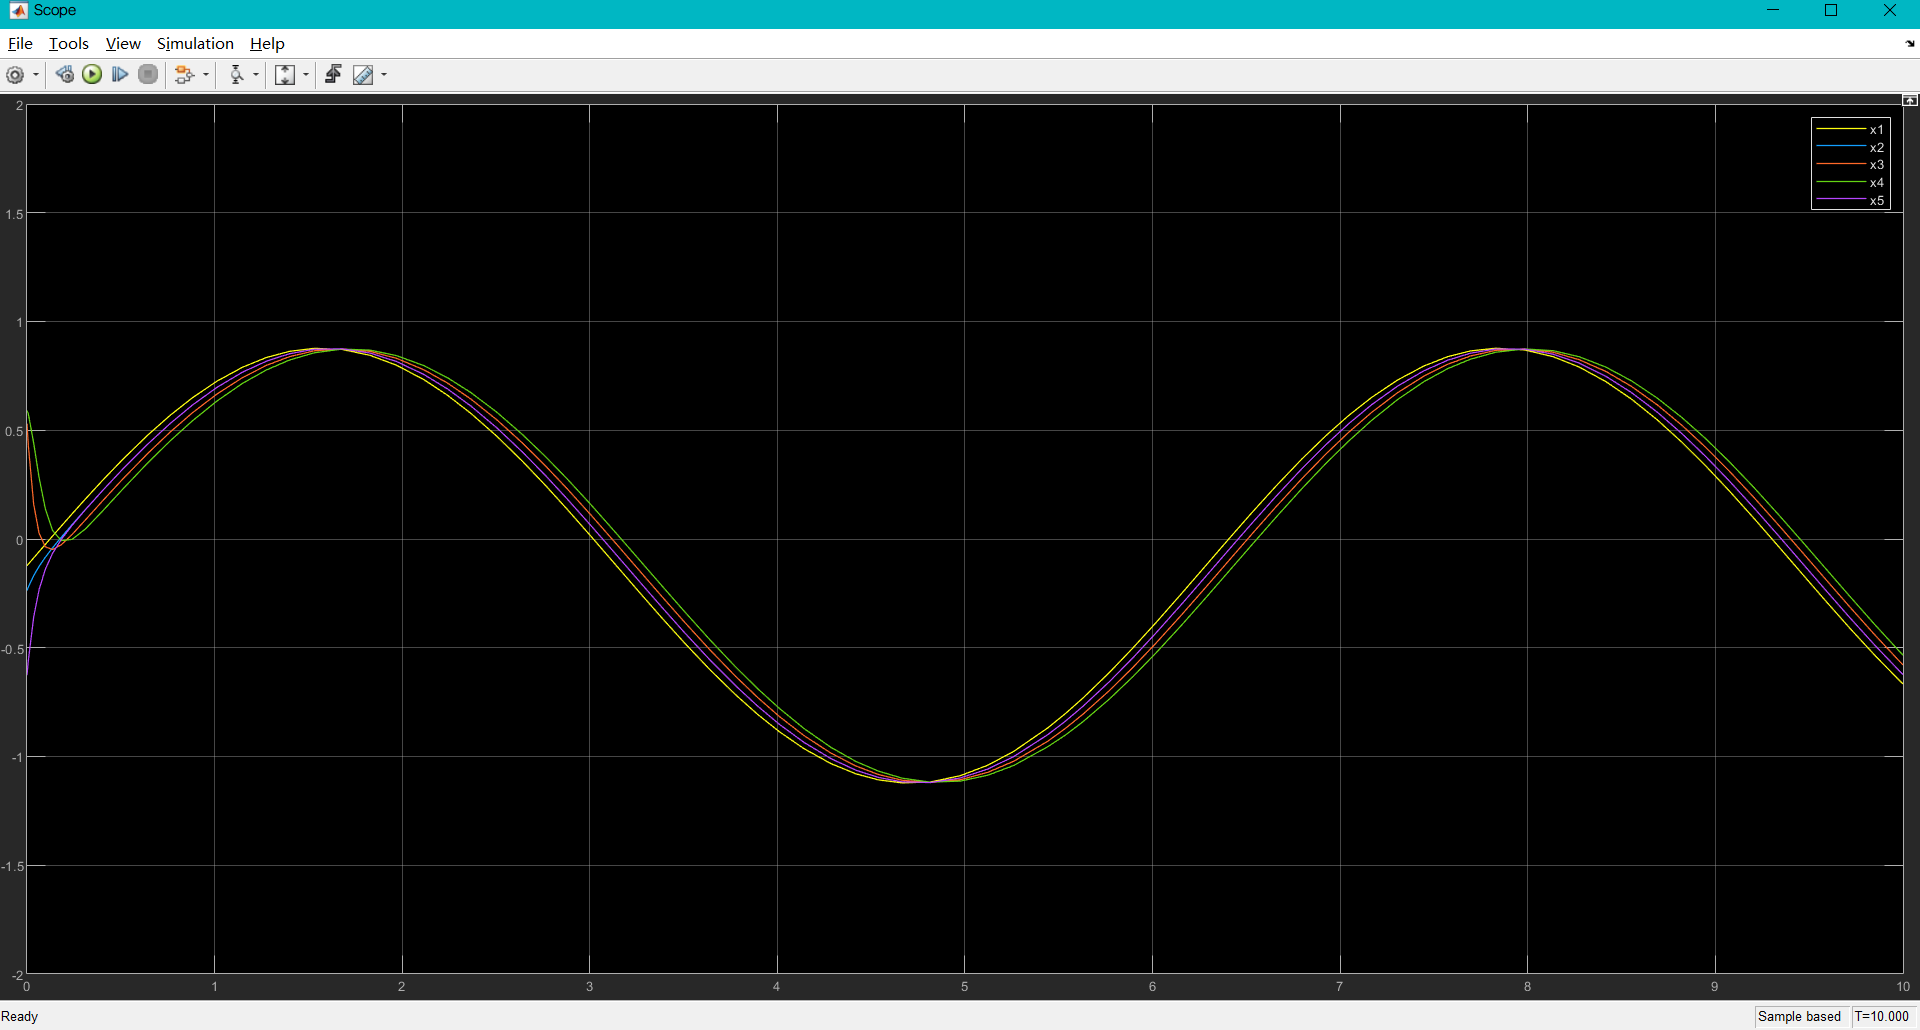 Scope
File Tools View Simulation Help
x1
x2
x3
x4
x5
2
1.5
1
0.5
0
-0.5
-1
-1.5
-2
0 1 2 3 4 5 6 7 8 9 10
Ready Sample based T=10.000